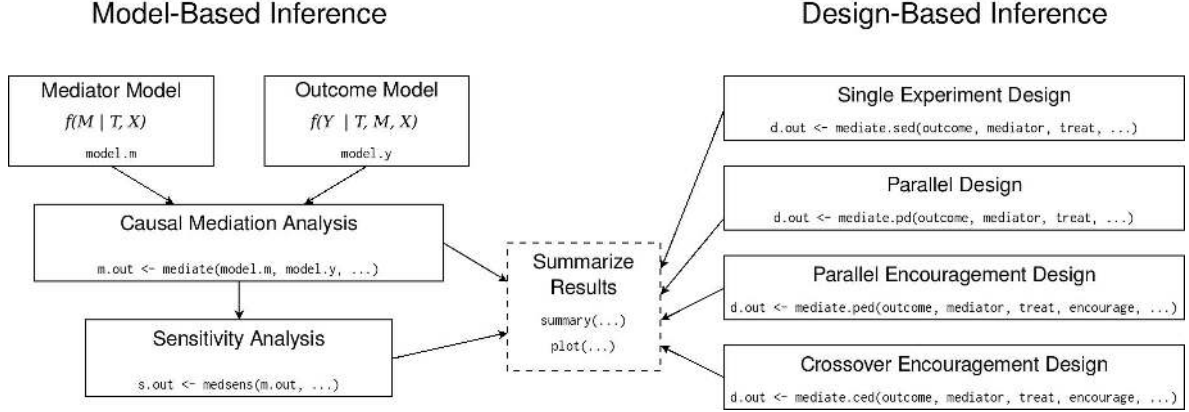 Model-Based Inference
Mediator Model
f(M | T, X)
model.m
Outcome Model
f(Y | T, M, X)
model.y
Causal Mediation Analysis
m.out <- mediate(model.m, model.y, ...)
Sensitivity Analysis
s.out <- medsens(m.out, ...)
Summarize
Results
summary(...)
plot(...)
Design-Based Inference
Single Experiment Design
d.out <- mediate.sed(outcome, mediator, treat, ...)
Parallel Design
d.out <- mediate.pd(outcome, mediator, treat, ...)
Parallel Encouragement Design
d.out <- mediate.ped(outcome, mediator, treat, encourage, ...)
Crossover Encouragement Design
d.out <- mediate.ced(outcome, mediator, treat, encourage, ...)